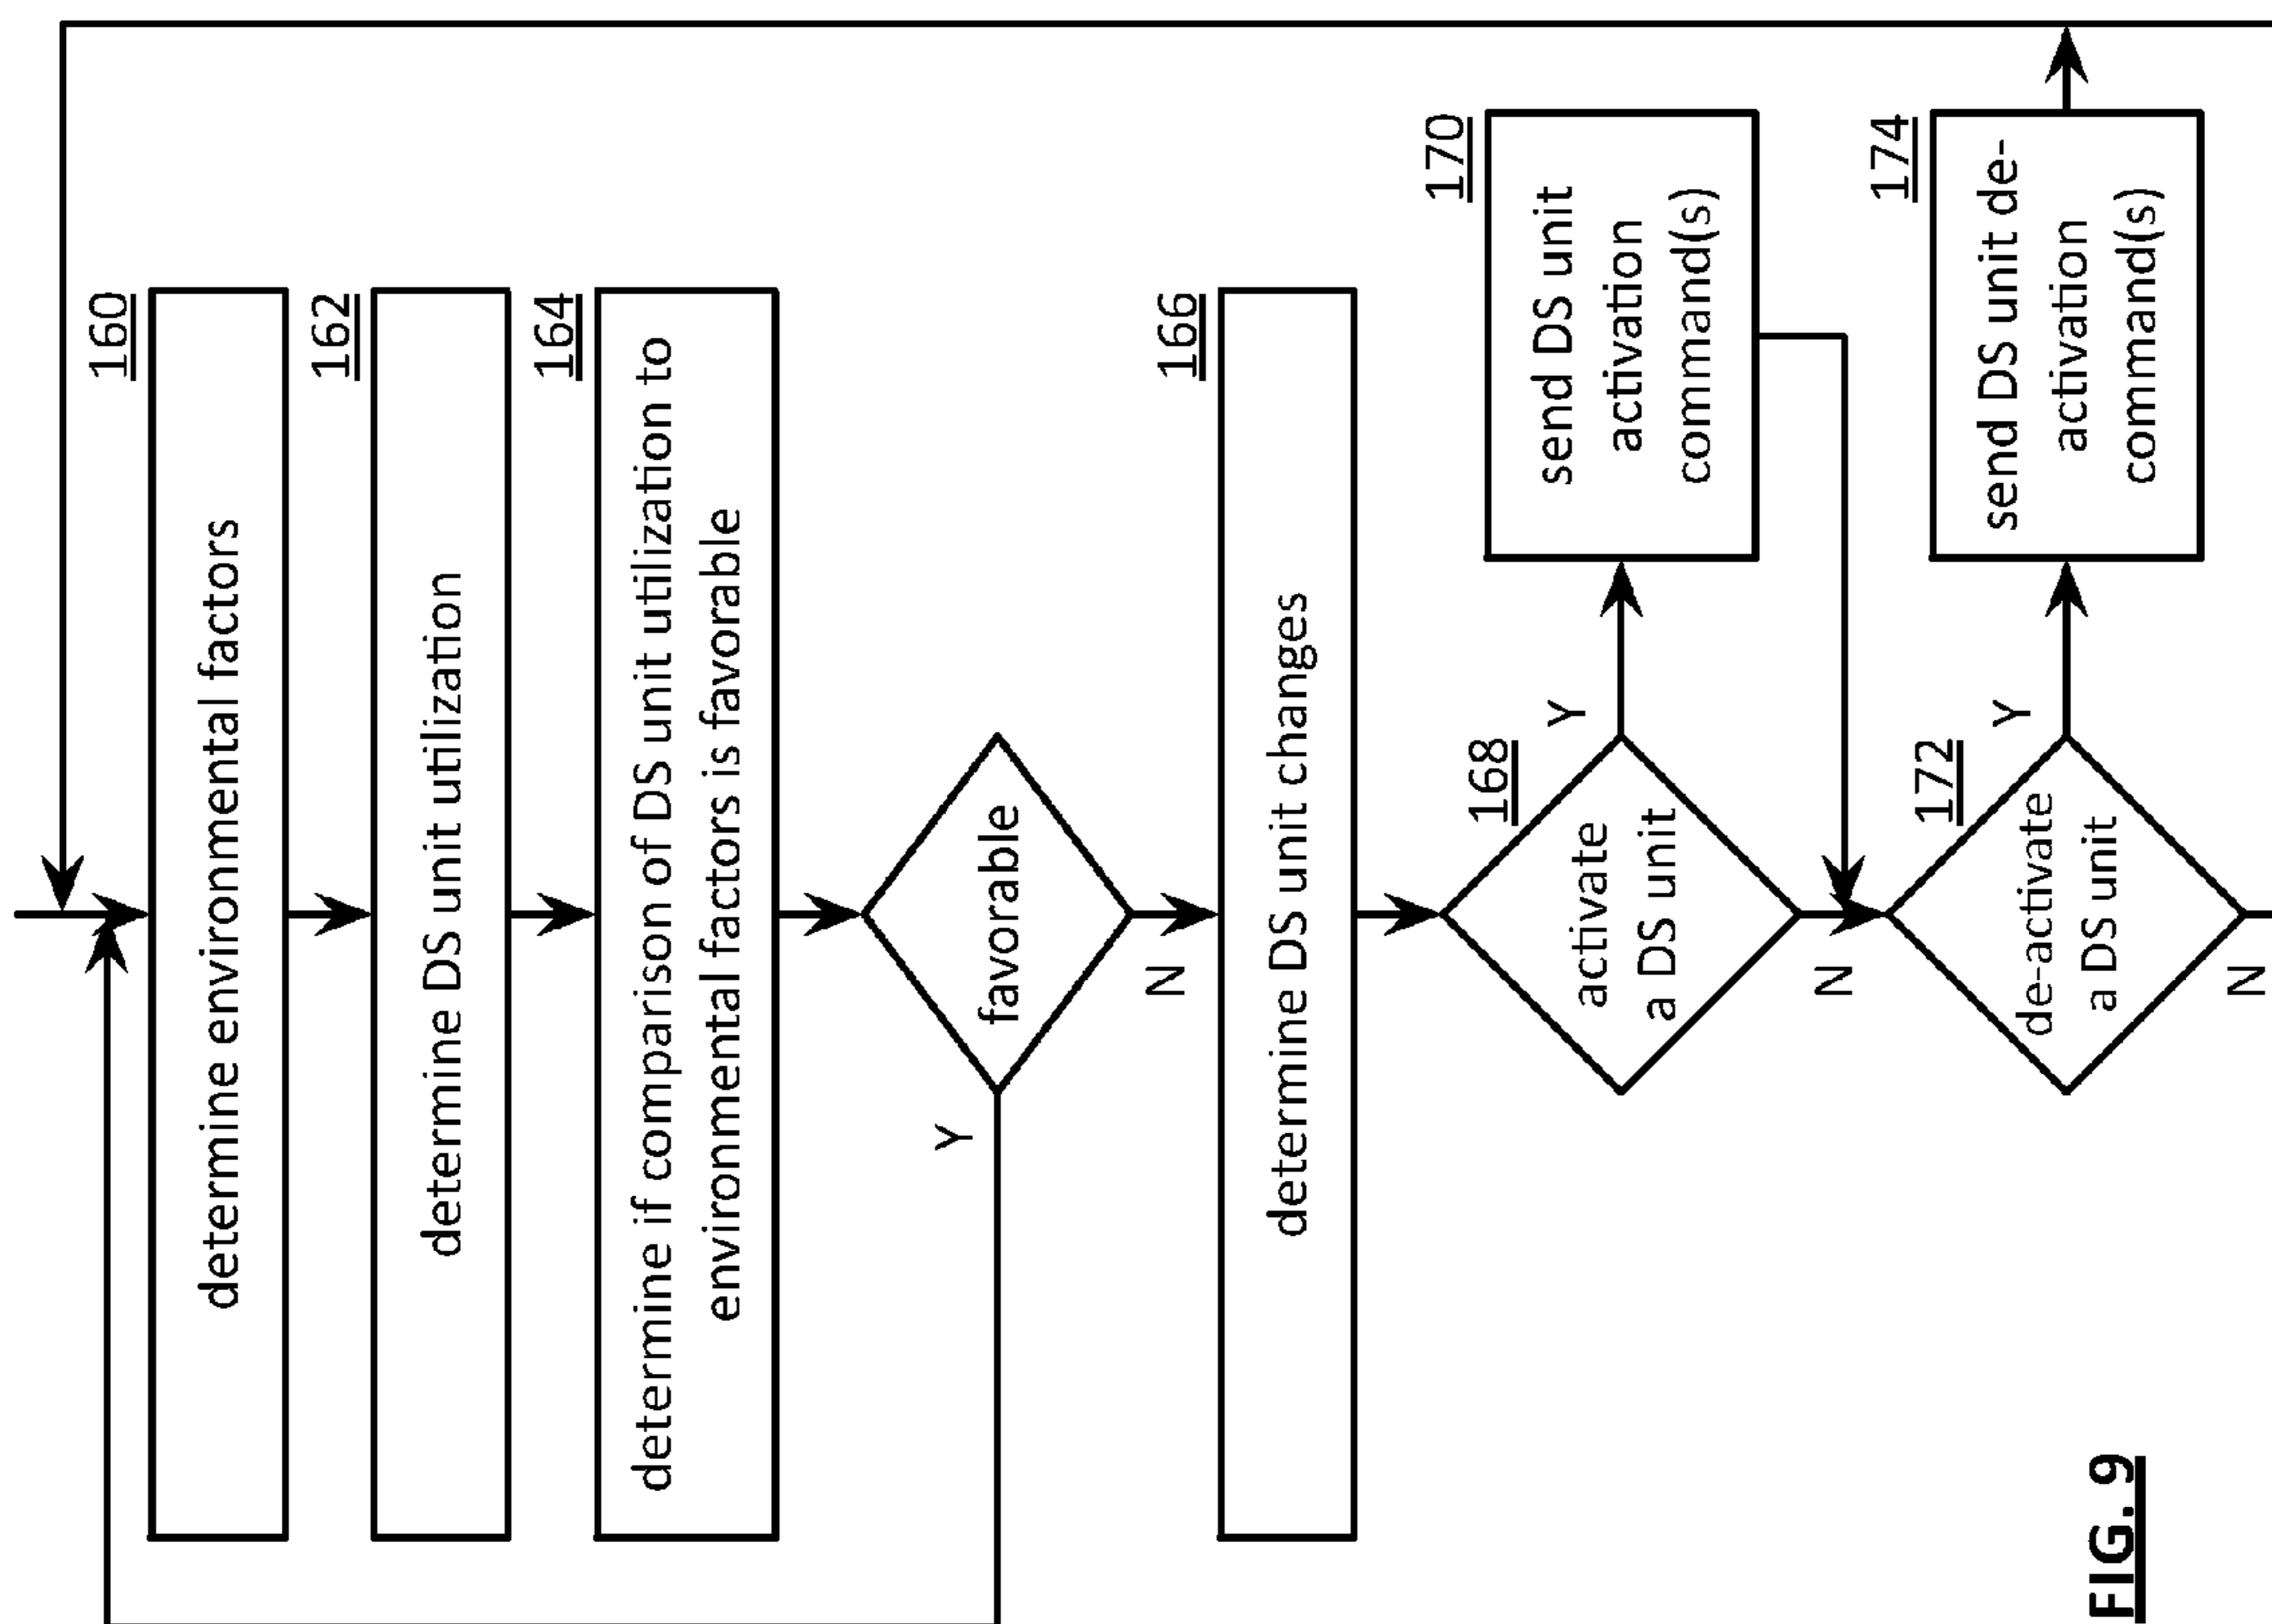 160
determine environmental factors
162
determine DS unit utilization
164
determine if comparison of DS unit utilization to
environmental factors is favorable
favorable
Y
N
166
determine DS unit changes
168
activate
a DS unit
Y
N
170
send DS unit
activation
command(s)
172
de-activate
a DS unit
Y
N
174
send DS unit de-
activation
command(s)
FIG. 9